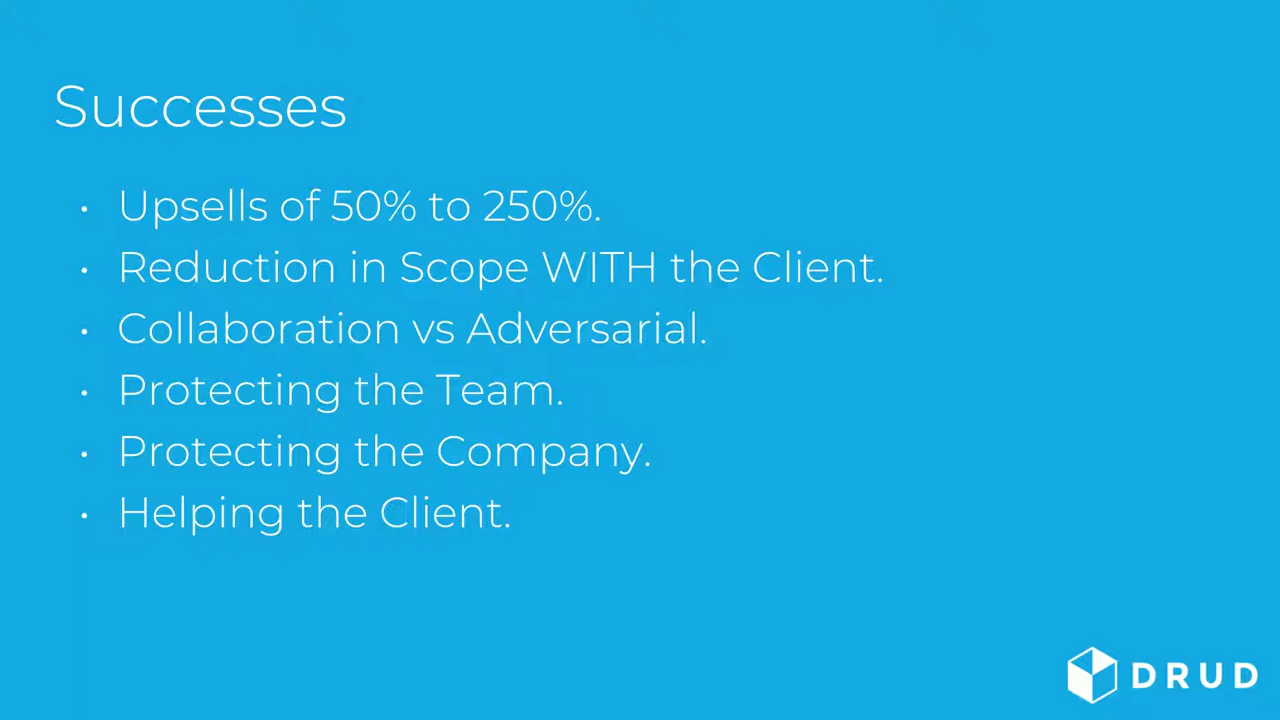 Successes
• Upsells of 50% to 250%.
• Reduction in Scope WITH the Client.
• Collaboration vs Adversarial.
• Protecting the Team.
• Protecting the Company.
• Helping the Client.
DRUD